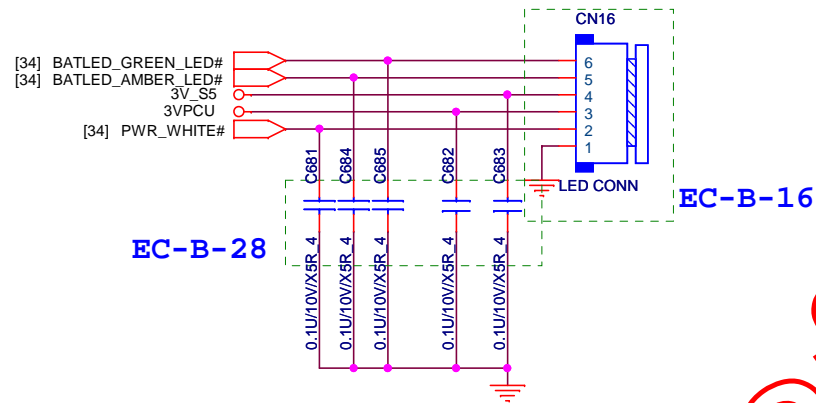 CN16
[34] BATLED_GREEN_LED#
[34] BATLED_AMBER_LED#
3V_S5
3VPCU
[34] PWR_WHITE#
6
5
4
3
2
1
LED CONN
EC-B-16
C681
C684
C685
C682
C683
EC-B-28
0.1U/10V/X5R_4
0.1U/10V/X5R_4
0.1U/10V/X5R_4
0.1U/10V/X5R_4
0.1U/10V/X5R_4